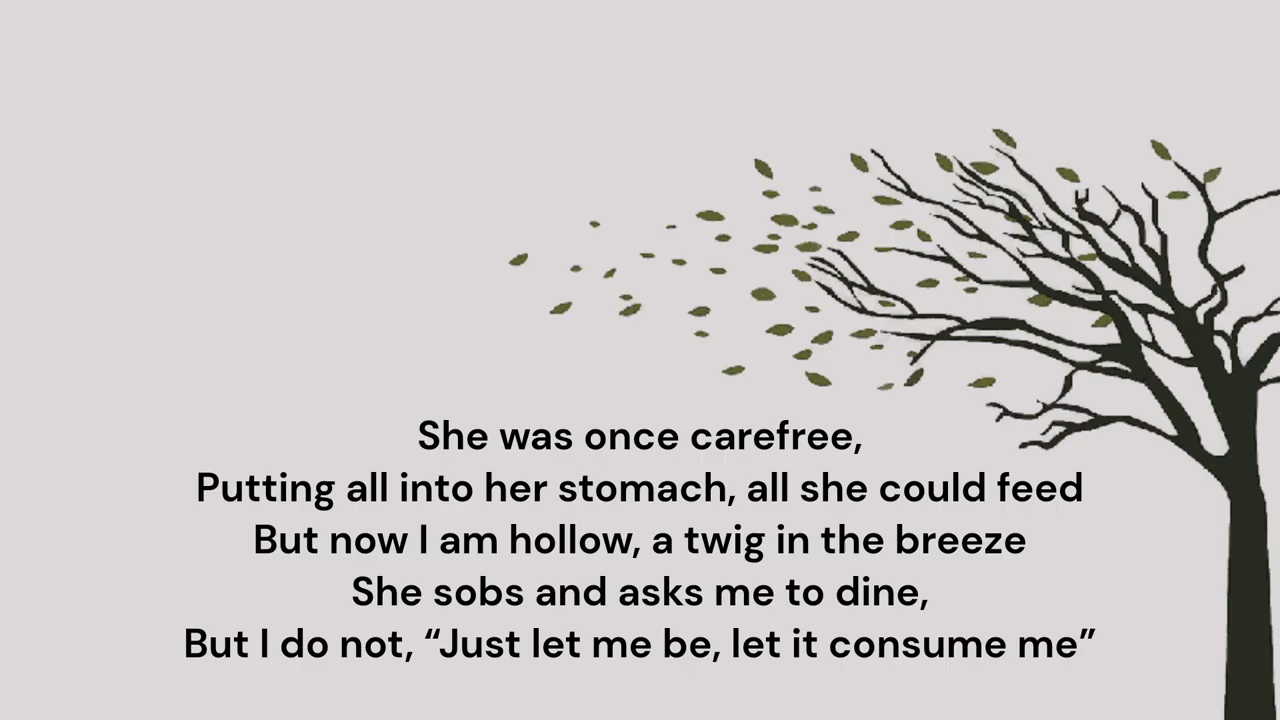 She was once carefree,
Putting all into her stomach, all she could feed
But now I am hollow, a twig in the breeze
She sobs and asks me to dine,
But I do not, “Just let me be, let it consume me”